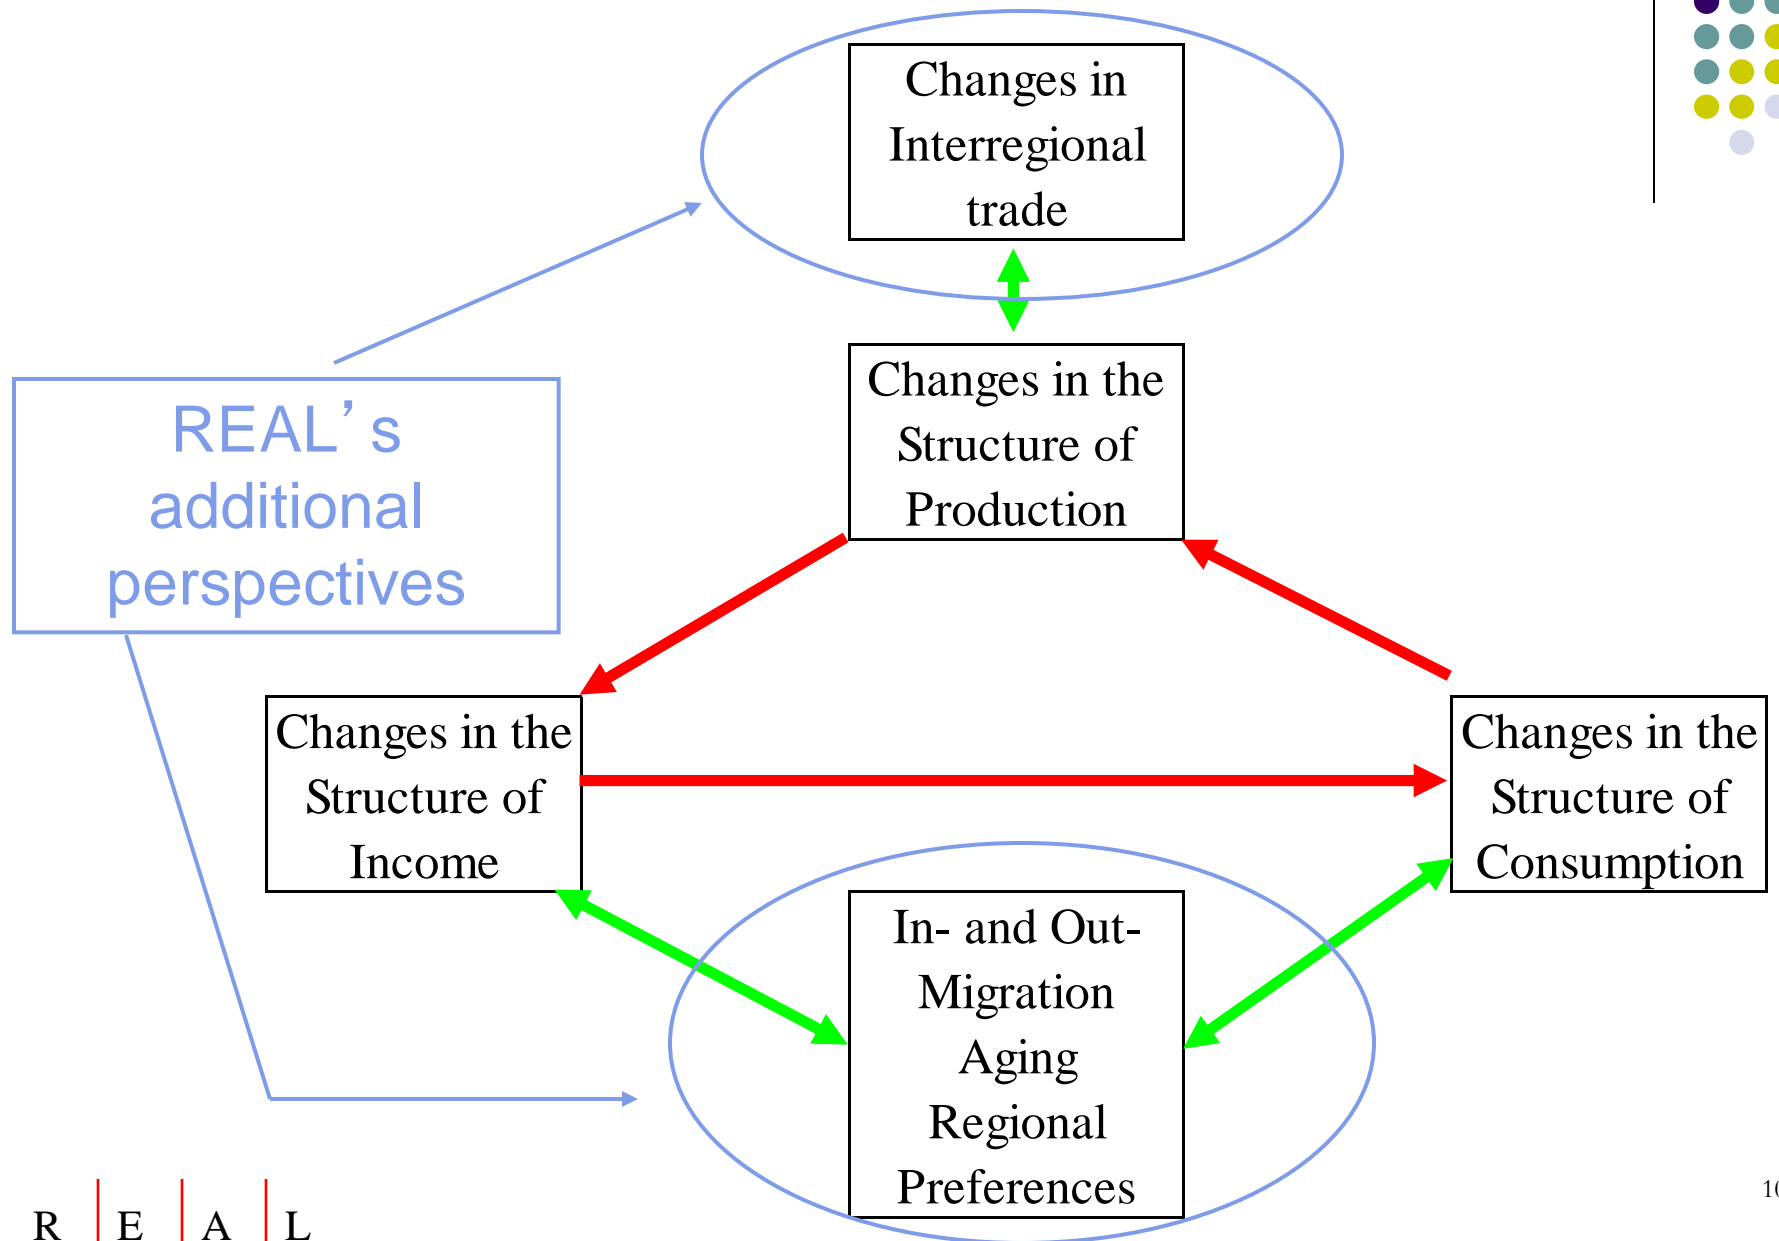 Changes in
Interregional
trade
Changes in the
Structure of
Production
REAL’s
additional
perspectives
Changes in the
Structure of
Income
Changes in the
Structure of
Consumption
In- and Out-
Migration
Aging
Regional
Preferences
R E A L
10